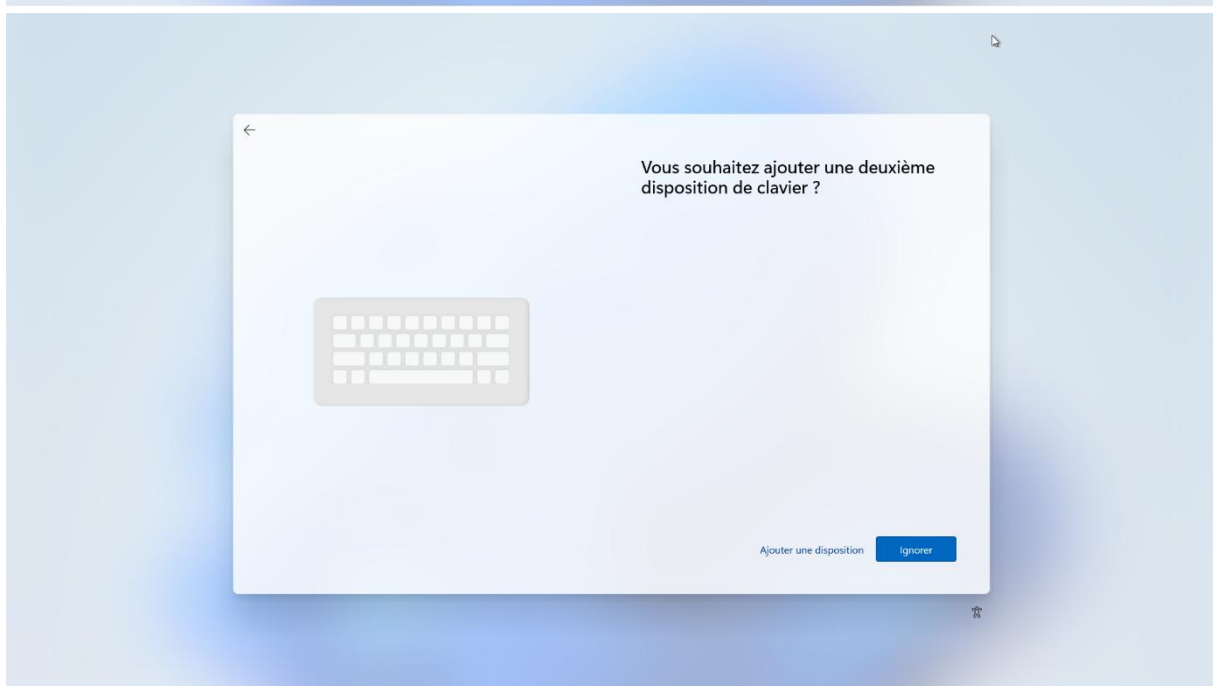 Vous souhaitez ajouter une deuxième
disposition de clavier ?
Ajouter une disposition
Ignorer